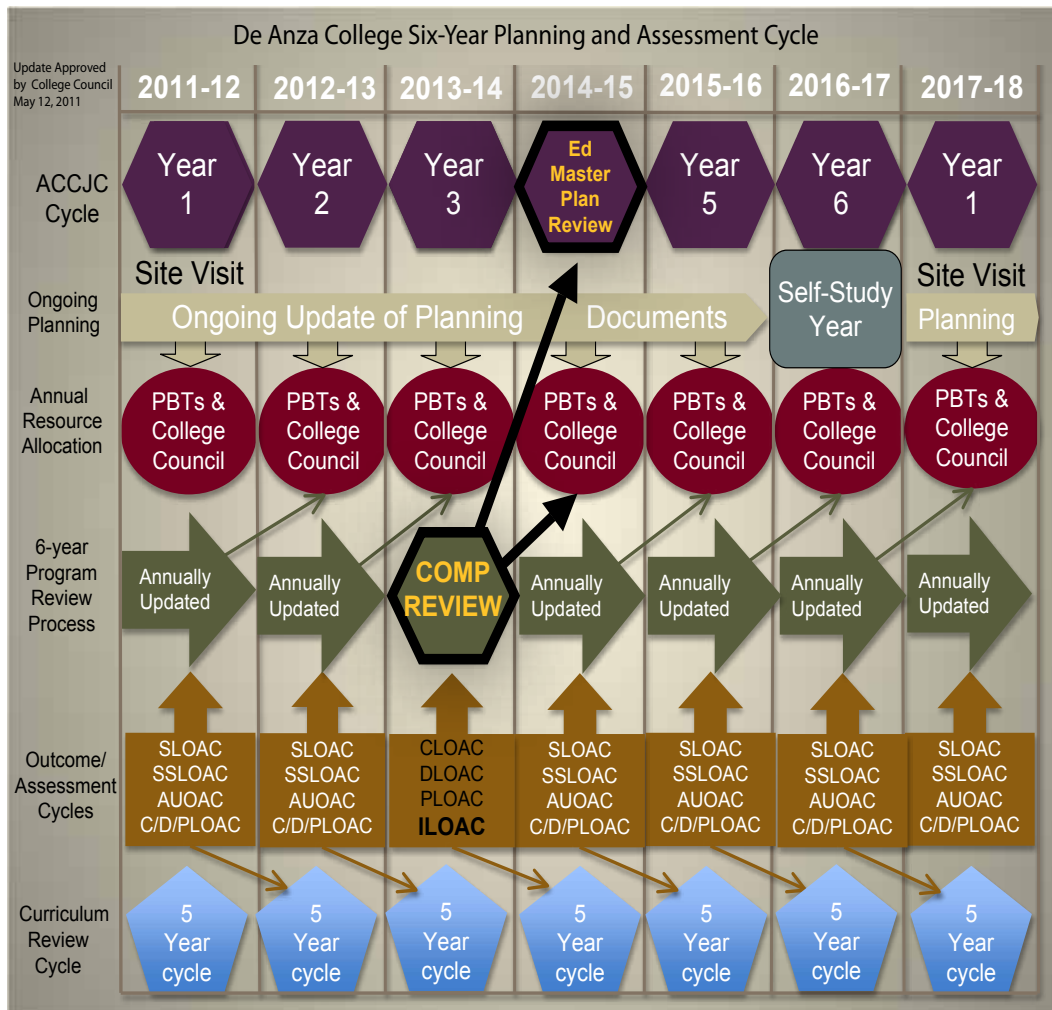 De Anza College Six-Year Planning and Assessment Cycle
Update Approved
by College Council
May 12, 2011
2011-12
2012-13
2013-14
2014-15
2015-16
2016-17
2017-18
ACCJC
Cycle
Year
1
Year
2
Year
3
Ed
Master
Plan
Review
Year
5
Year
6
Year
1
Site Visit
Site Visit
Ongoing
Planning
Ongoing Update of Planning
Documents
Self-Study
Year
Planning
Annual
Resource
Allocation
PBTs &
College
Council
PBTs &
College
Council
PBTs &
College
Council
PBTs &
College
Council
PBTs &
College
Council
PBTs &
College
Council
PBTs &
College
Council
6-year
Program
Review
Process
Annually
Updated
Annually
Updated
COMP
REVIEW
Annually
Updated
Annually
Updated
Annually
Updated
Annually
Updated
Outcome/
Assessment
Cycles
SLOAC
SSLOAC
AUOAC
C/D/PLOAC
SLOAC
SSLOAC
AUOAC
C/D/PLOAC
CLOAC
DLOAC
PLOAC
ILOAC
SLOAC
SSLOAC
AUOAC
C/D/PLOAC
SLOAC
SSLOAC
AUOAC
C/D/PLOAC
SLOAC
SSLOAC
AUOAC
C/D/PLOAC
SLOAC
SSLOAC
AUOAC
C/D/PLOAC
Curriculum
Review
Cycle
5
Year
cycle
5
Year
cycle
5
Year
cycle
5
Year
cycle
5
Year
cycle
5
Year
cycle
5
Year
cycle